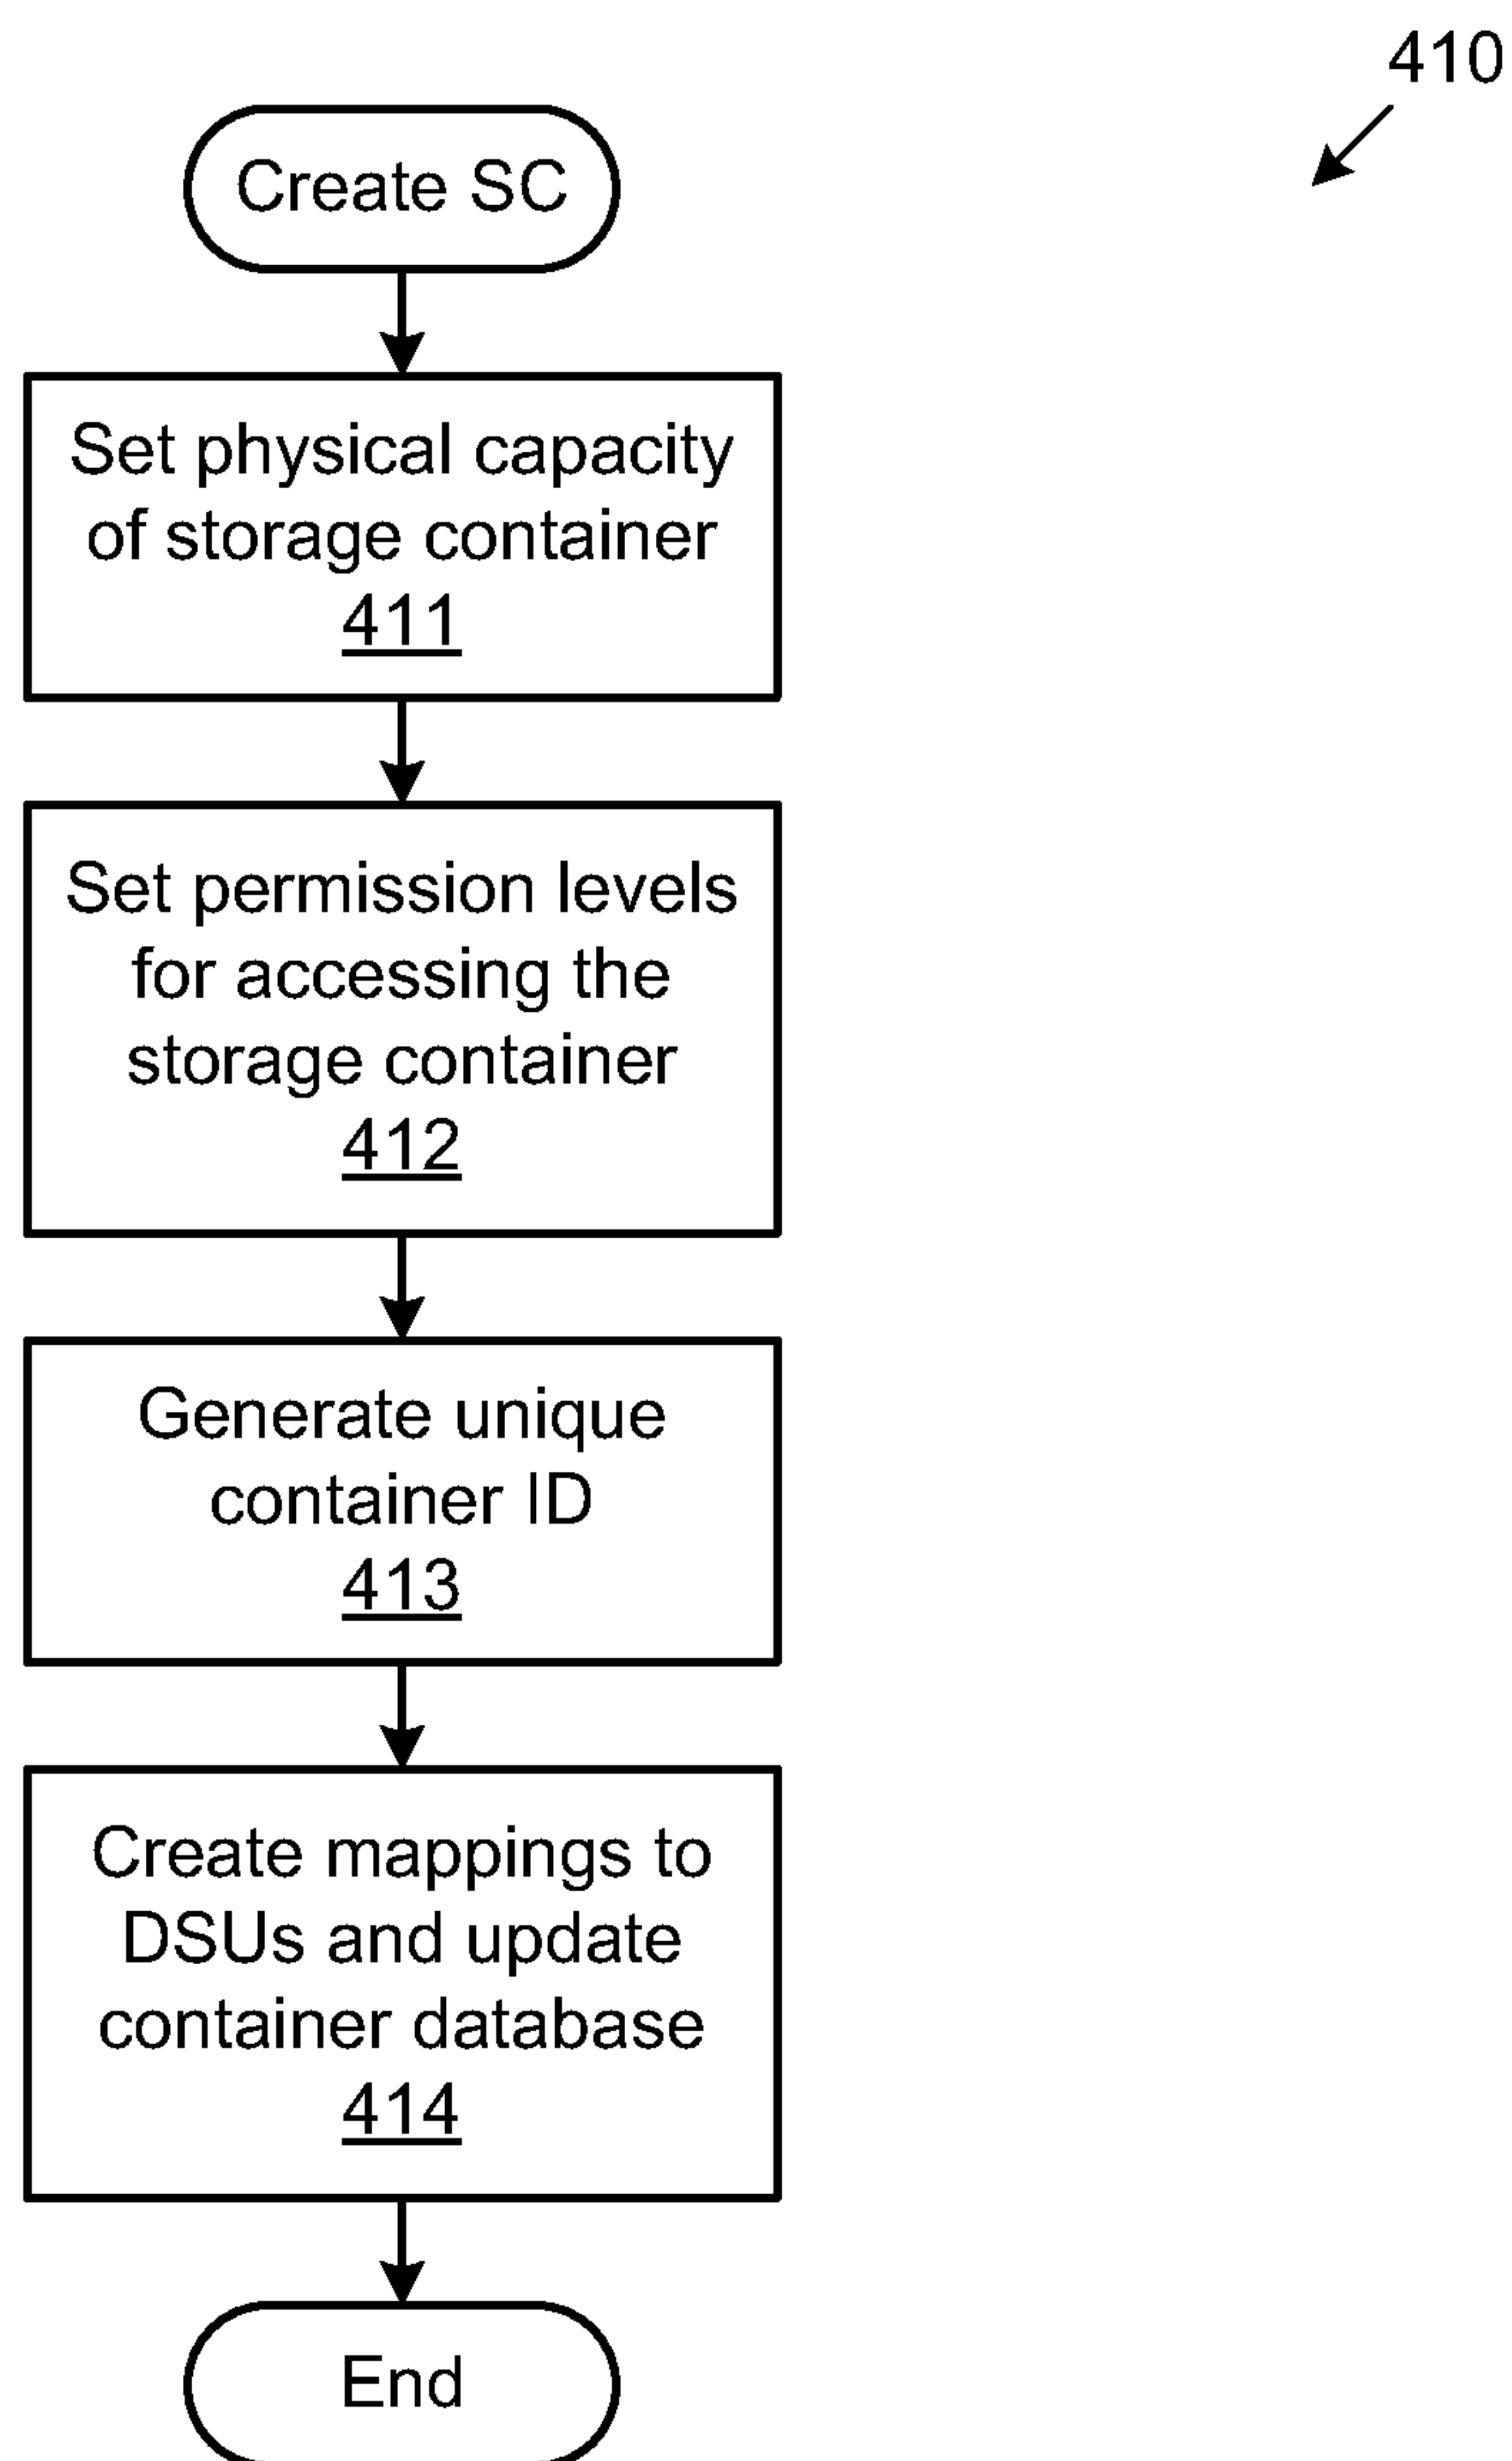 410
Create SC
Set physical capacity
of storage container
411
Set permission levels
for accessing the
storage container
412
Generate unique
container ID
413
Create mappings to
DSUs and update
container database
414
End